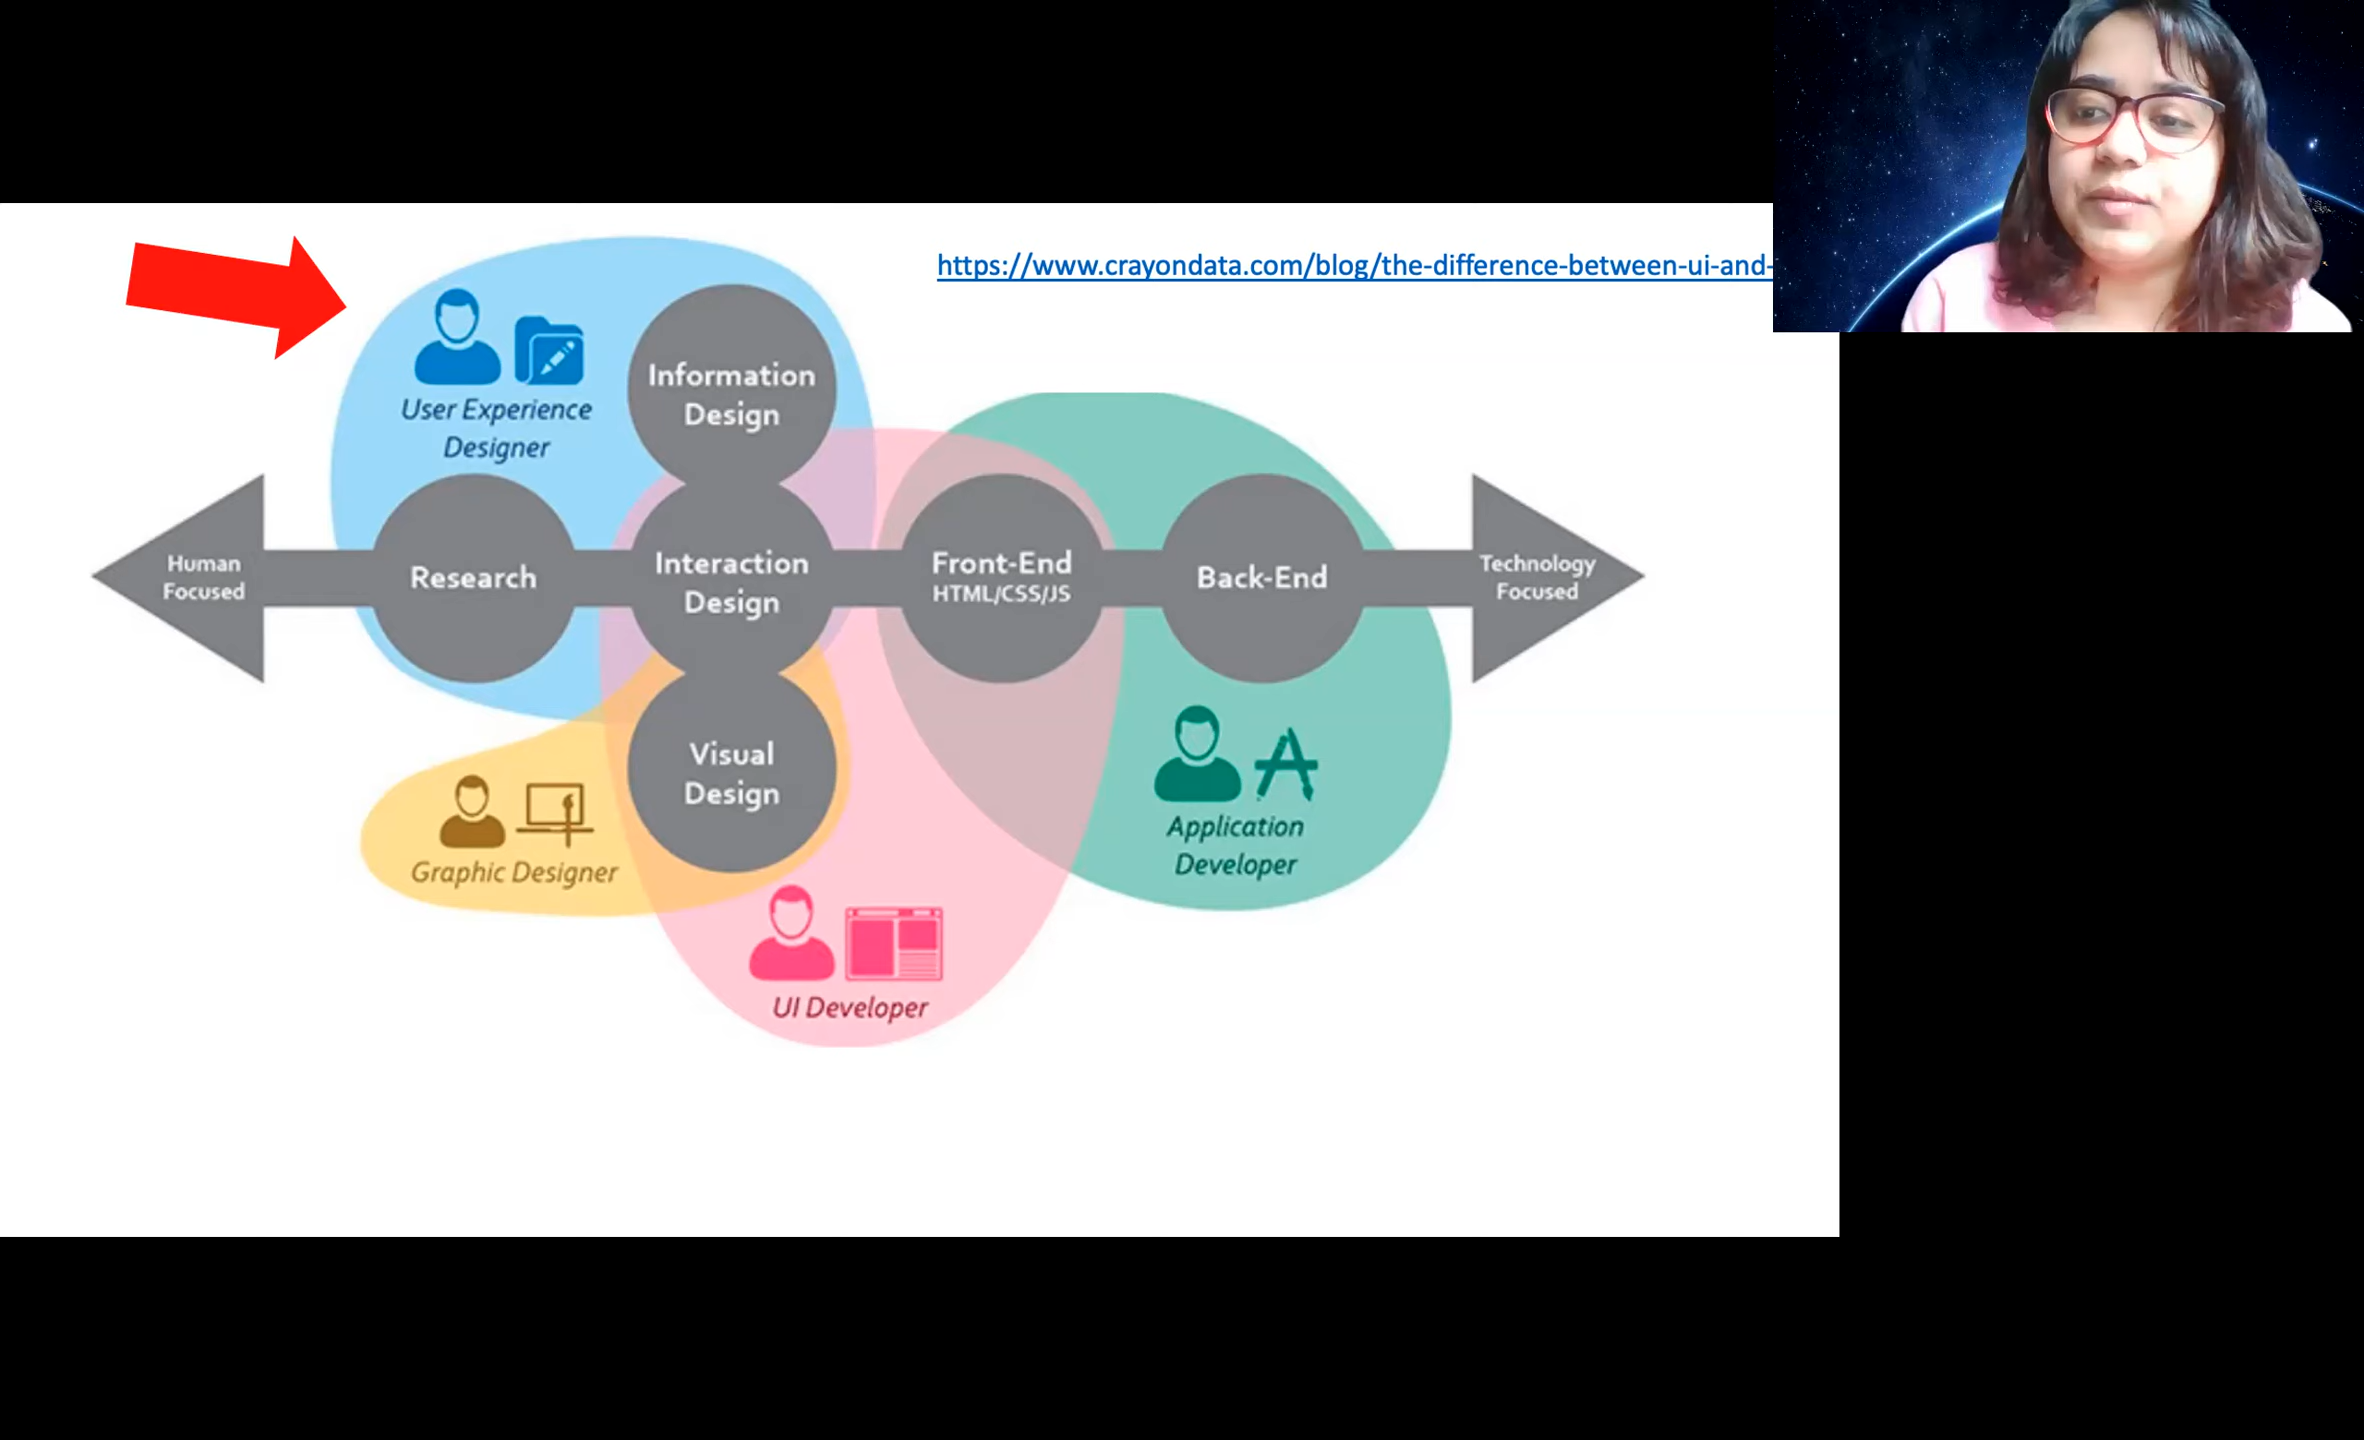 https://www.crayondata.com/blog/the-difference-between-ui-and-
User Experience
Designer
Information
Design
Human
Focused
Research
Interaction
Design
Front-End
HTML/CSS/JS
Back-End
Technology
Focused
Visual
Design
Graphic Designer
Application
Developer
UI Developer